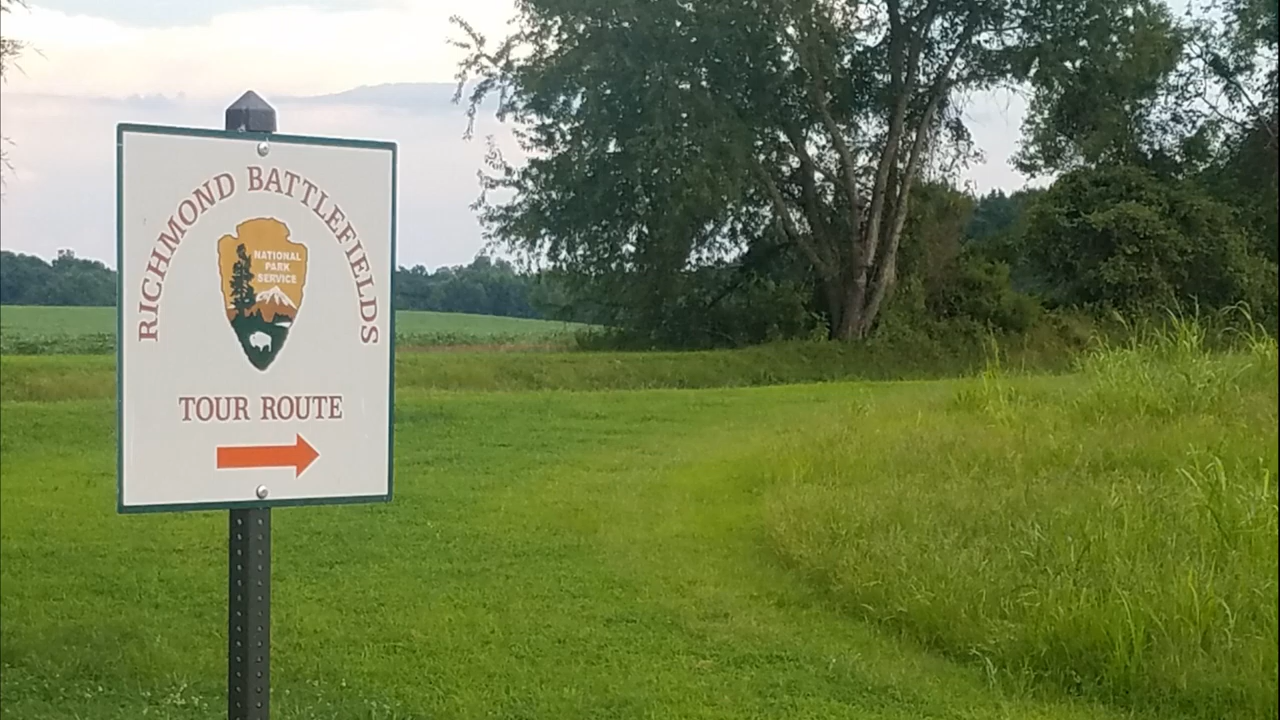 RICHMOND BATTLEFIELDS
NATIONAL
PARK
SERVICE
TOUR ROUTE